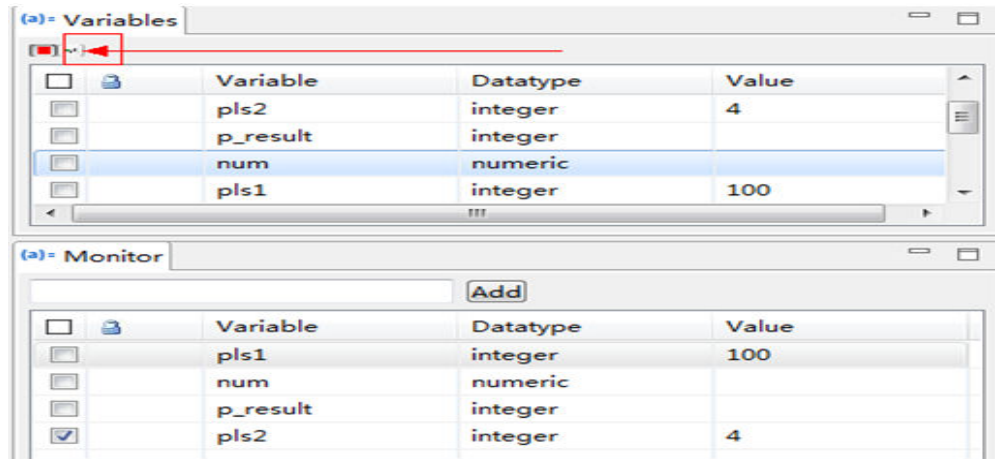 (a)= Variables
Variable Datatype Value
pls2 integer 4
p_result integer
num numeric
pls1 integer 100
(a)= Monitor
Add
Variable Datatype Value
pls1 integer 100
num numeric
p_result integer
pls2 integer 4